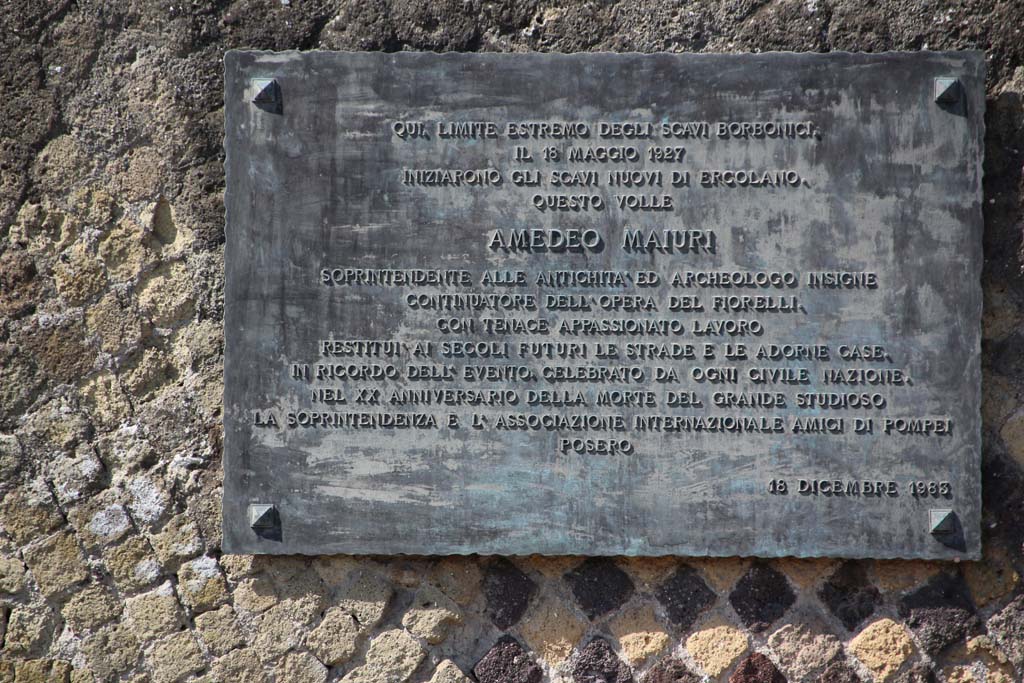 QUI, LIMITE ESTREMO DEGLI SCAVI BORBONICI,
IL 18 MAGGIO 1927
INIZIARONO GLI SCAVI NUOVI DI ERCOLANO.
QUESTO VOLLE
AMEDEO MAIURI
SOPRINTENDENTE ALLE ANTICHITA' ED ARCHEOLOGO INSIGNE
CONTINUATORE DELL'OPERA DEL FIORELLI.
CON TENACE APPASSIONATO LAVORO
RESTITUI' AI SECOLI FUTURI LE STRADE E LE ADORNE CASE.
IN RICORDO DELL'EVENTO, CELEBRATO DA OGNI CIVILE NAZIONE,
NEL XX ANNIVERSARIO DELLA MORTE DEL GRANDE STUDIOSO
LA SOPRINTENDENZA E L'ASSOCIAZIONE INTERNAZIONALE AMICI DI POMPEI
POSERO
18 DICEMBRE 1983